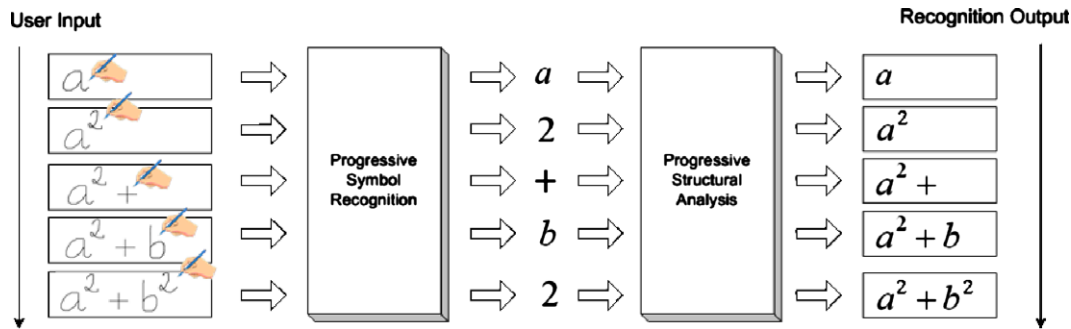 User Input
Recognition Output
a a a
a² 2 a²
a² + + a² +
Progressive
Symbol
Recognition
Progressive
Structural
Analysis
a² + b b a² + b
a² + b² 2 a² + b²